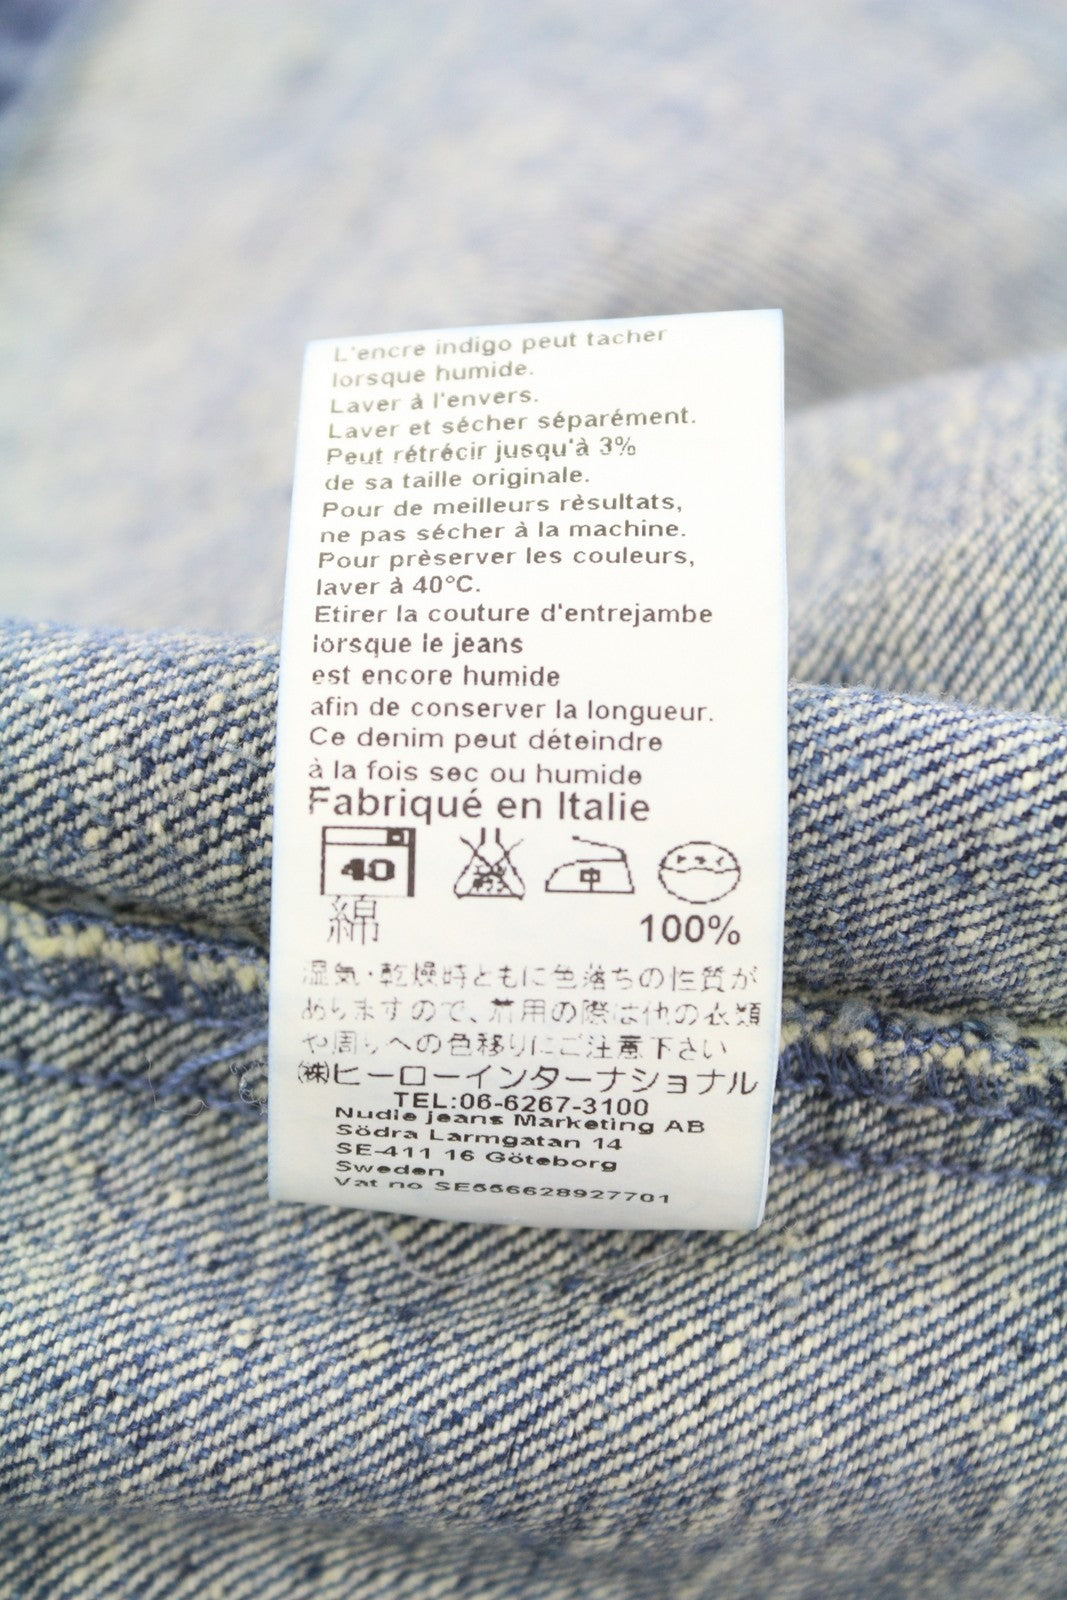 L'encre indigo peut tacher
lorsque humide.
Laver à l'envers.
Laver et sécher séparément.
Peut rétrécir jusqu'à 3%
de sa taille originale.
Pour de meilleurs rèsultats,
ne pas sécher à la machine.
Pour prèserver les couleurs,
laver à 40°C.
Etirer la couture d'entrejambe
lorsque le jeans
est encore humide
afin de conserver la longueur.
Ce denim peut déteindre
à la fois sec ou humide
Fabriqué en Italie
40 中 ドライ
綿 100%
湿気・乾燥時ともに色落ちの性質が
ありますので、着用の際は他の衣類
や周りへの色移りにご注意下さい
㈱ヒーローインターナショナル
TEL:06-6267-3100
Nudie jeans Marketing AB
Södra Larmgatan 14
SE-411 16 Göteborg
Sweden
Vat no SE556628927701